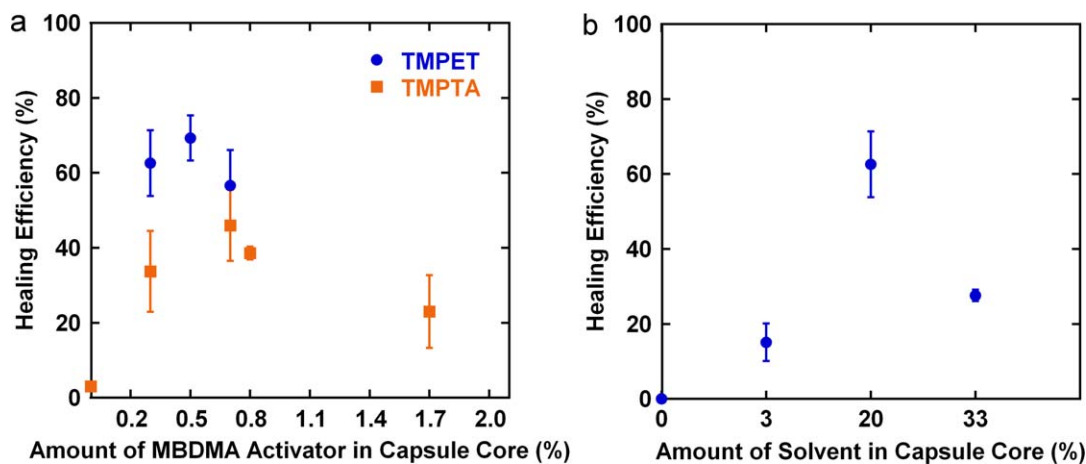 a
100
80
60
40
20
0
Healing Efficiency (%)
TMPET
TMPTA
0.2 0.5 0.8 1.1 1.4 1.7 2.0
Amount of MBDMA Activator in Capsule Core (%)
b
100
80
60
40
20
0
Healing Efficiency (%)
0 3 20 33
Amount of Solvent in Capsule Core (%)